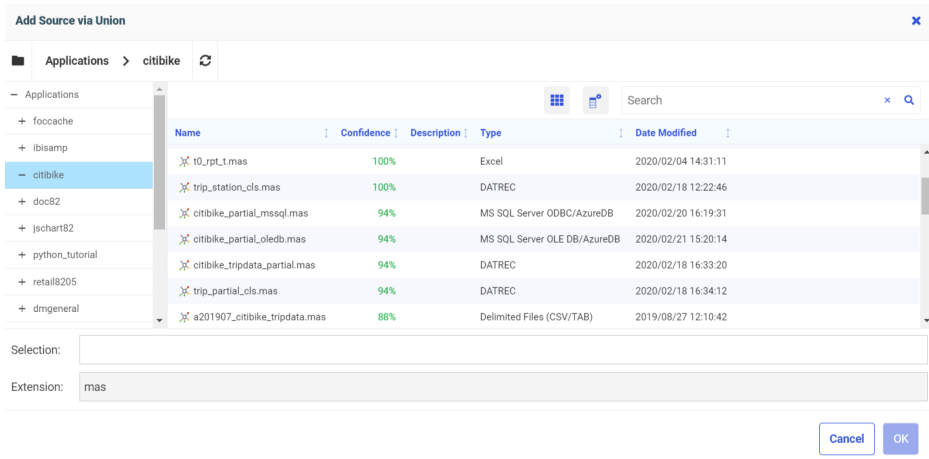 Add Source via Union
Applications > citibike
Applications
foccache
ibisamp
citibike
doc82
jschart82
python_tutorial
retail8205
dmgeneral
Search
Name Confidence Description Type Date Modified
t0_rpt_t.mas 100% Excel 2020/02/04 14:31:11
trip_station_cls.mas 100% DATREC 2020/02/18 12:22:46
citibike_partial_mssql.mas 94% MS SQL Server ODBC/AzureDB 2020/02/20 16:19:31
citibike_partial_oledb.mas 94% MS SQL Server OLE DB/AzureDB 2020/02/21 15:20:14
citibike_tripdata_partial.mas 94% DATREC 2020/02/18 16:33:20
trip_partial_cls.mas 94% DATREC 2020/02/18 16:34:12
a201907_citibike_tripdata.mas 88% Delimited Files (CSV/TAB) 2019/08/27 12:10:42
Selection:
Extension: mas
Cancel OK